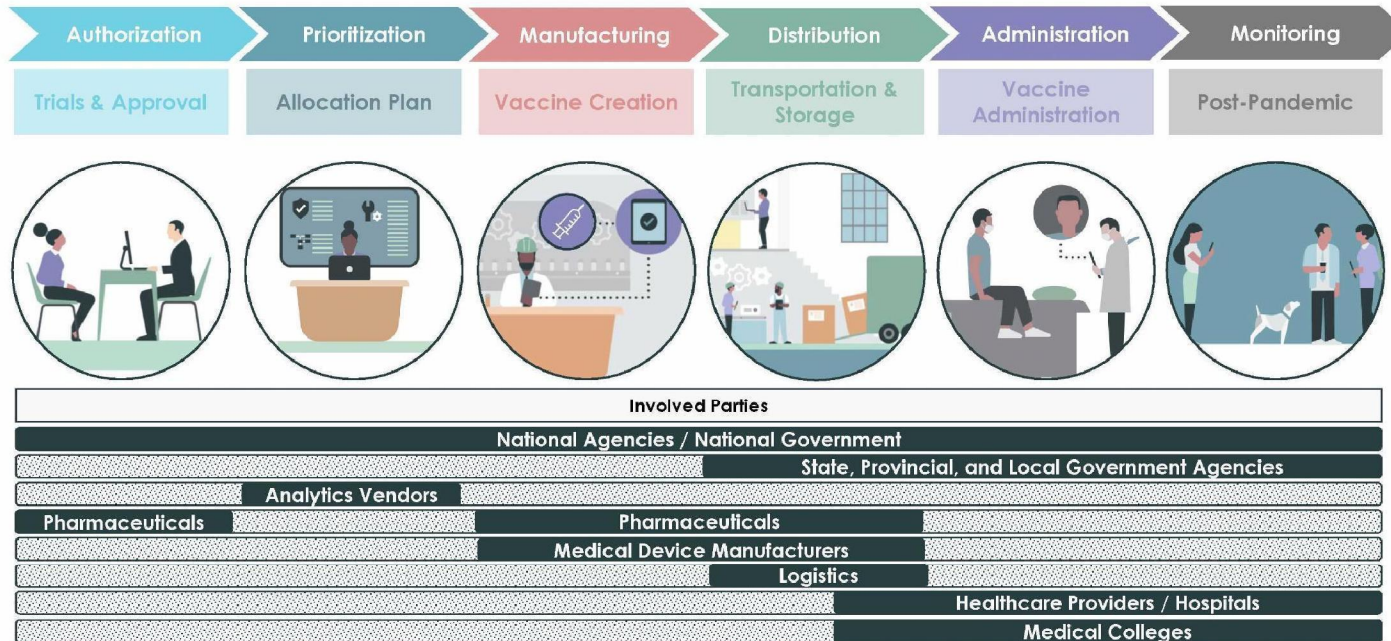 Authorization
Prioritization
Manufacturing
Distribution
Administration
Monitoring
Trials & Approval
Allocation Plan
Vaccine Creation
Transportation &
Storage
Vaccine
Administration
Post-Pandemic
Involved Parties
National Agencies / National Government
State, Provincial, and Local Government Agencies
Analytics Vendors
Pharmaceuticals
Pharmaceuticals
Medical Device Manufacturers
Logistics
Healthcare Providers / Hospitals
Medical Colleges